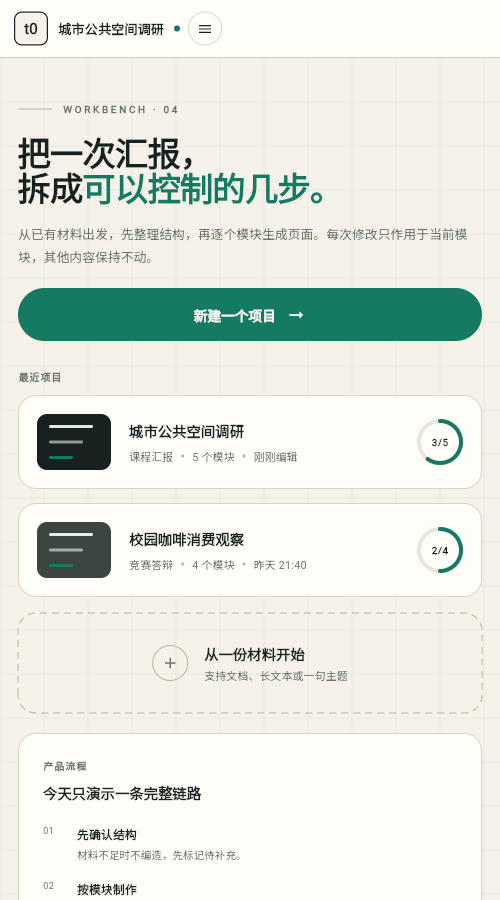 t0 城市公共空间调研
WORKBENCH · 04
把一次汇报，
拆成可以控制的几步。
从已有材料出发，先整理结构，再逐个模块生成页面。每次修改只作用于当前模
块，其他内容保持不动。
新建一个项目 →
最近项目
城市公共空间调研
课程汇报 • 5 个模块 • 刚刚编辑
3/5
校园咖啡消费观察
竞赛答辩 • 4 个模块 • 昨天 21:40
2/4
从一份材料开始
支持文档、长文本或一句主题
产品流程
今天只演示一条完整链路
01 先确认结构
材料不足时不编造，先标记待补充。
02 按模块制作